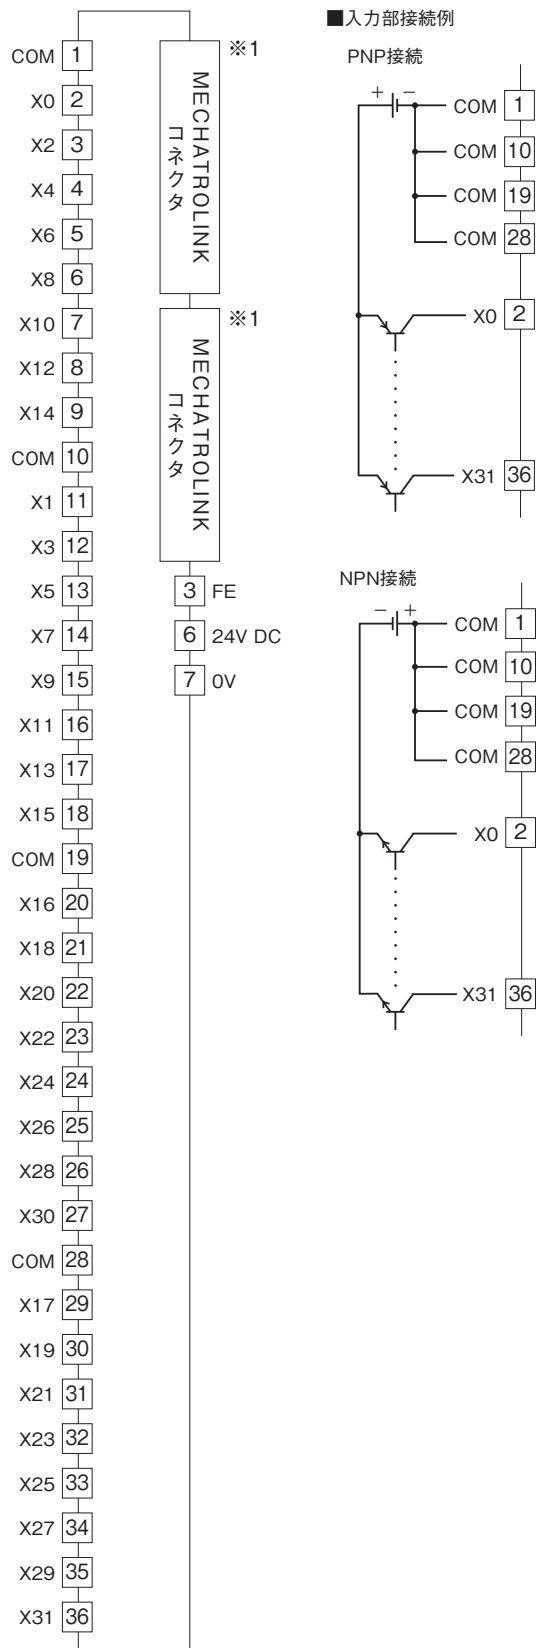 COM 1
X0 2
X2 3
X4 4
X6 5
X8 6
X10 7
X12 8
X14 9
COM 10
X1 11
X3 12
X5 13
X7 14
X9 15
X11 16
X13 17
X15 18
COM 19
X16 20
X18 21
X20 22
X22 23
X24 24
X26 25
X28 26
X30 27
COM 28
X17 29
X19 30
X21 31
X23 32
X25 33
X27 34
X29 35
X31 36
MECHATROLINK
コネクタ
※1
MECHATROLINK
コネクタ
※1
3 FE
6 24V DC
7 0V
■入力部接続例
PNP接続
+ −
COM 1
COM 10
COM 19
COM 28
X0 2
X31 36
NPN接続
− +
COM 1
COM 10
COM 19
COM 28
X0 2
X31 36